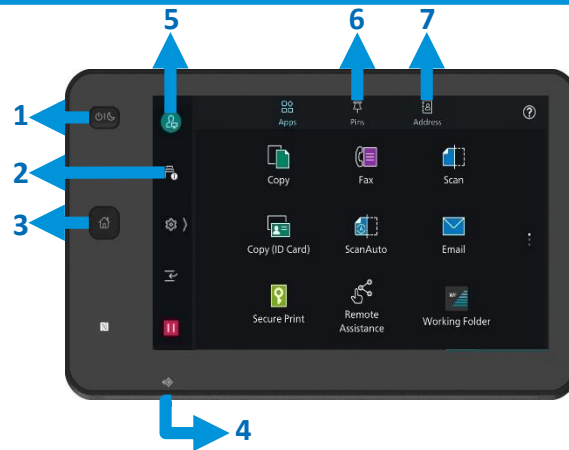 5 6 7
1
2
3
4
Apps Pins Address
?
Copy Fax Scan
Copy (ID Card) ScanAuto Email
Secure Print Remote Assistance Working Folder